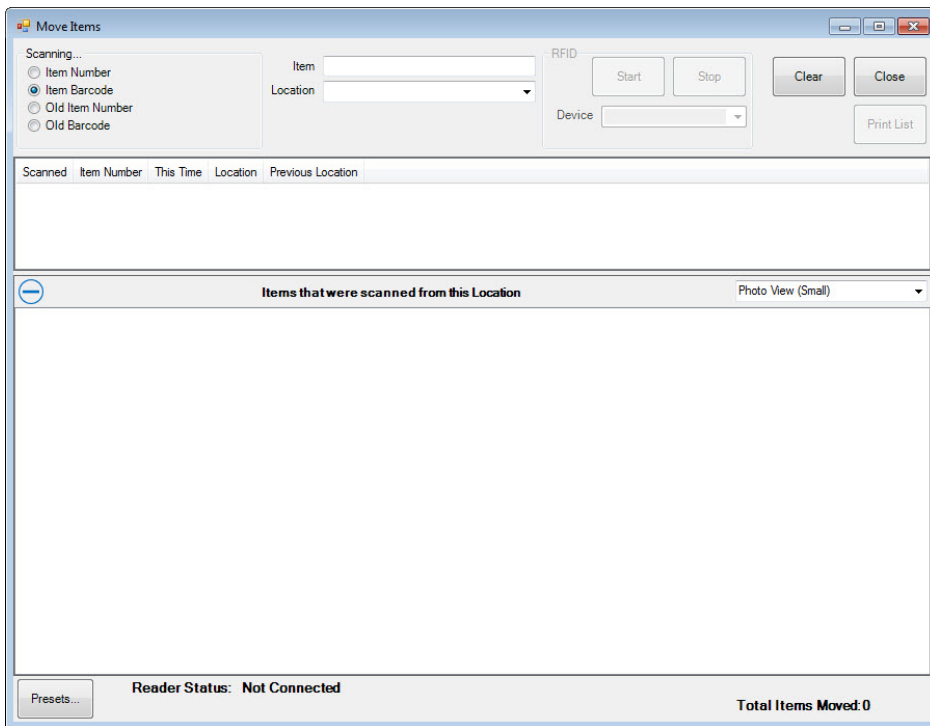 Move Items
Scanning...
Item Number
Item Barcode
Old Item Number
Old Barcode
Item
Location
RFID
Start Stop
Device
Clear Close
Print List
Scanned Item Number This Time Location Previous Location
Items that were scanned from this Location
Photo View (Small)
Presets...
Reader Status: Not Connected
Total Items Moved:0